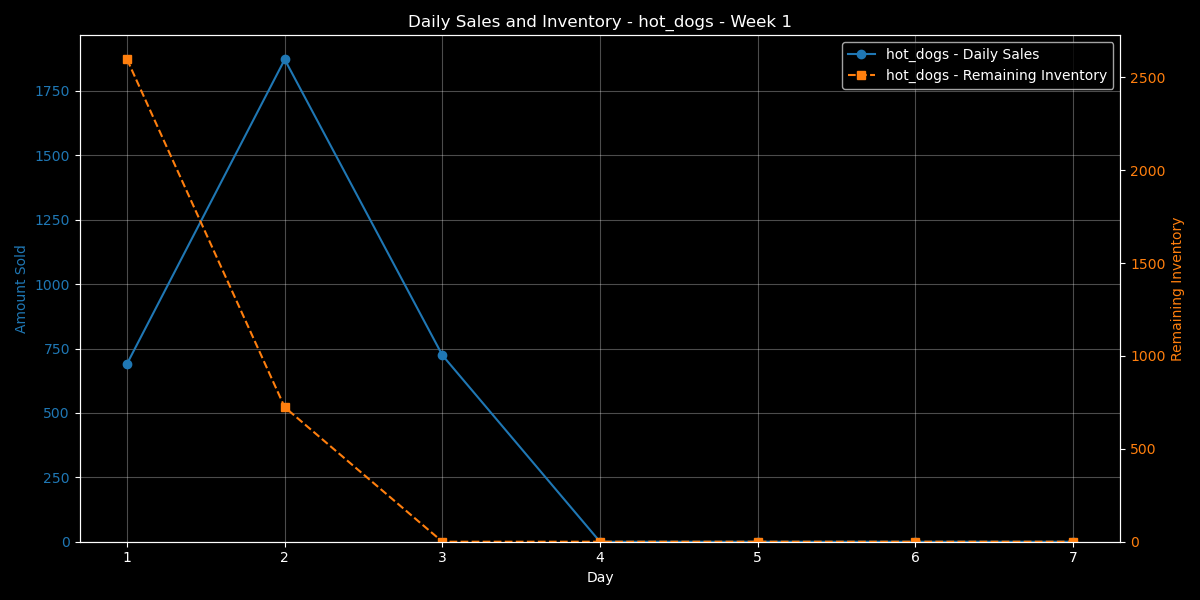 Daily Sales and Inventory - hot_dogs - Week 1
hot_dogs - Daily Sales
hot_dogs - Remaining Inventory
Amount Sold
1750
1500
1250
1000
750
500
250
0
2500
2000
1500
1000
500
0
Remaining Inventory
1 2 3 4 5 6 7
Day